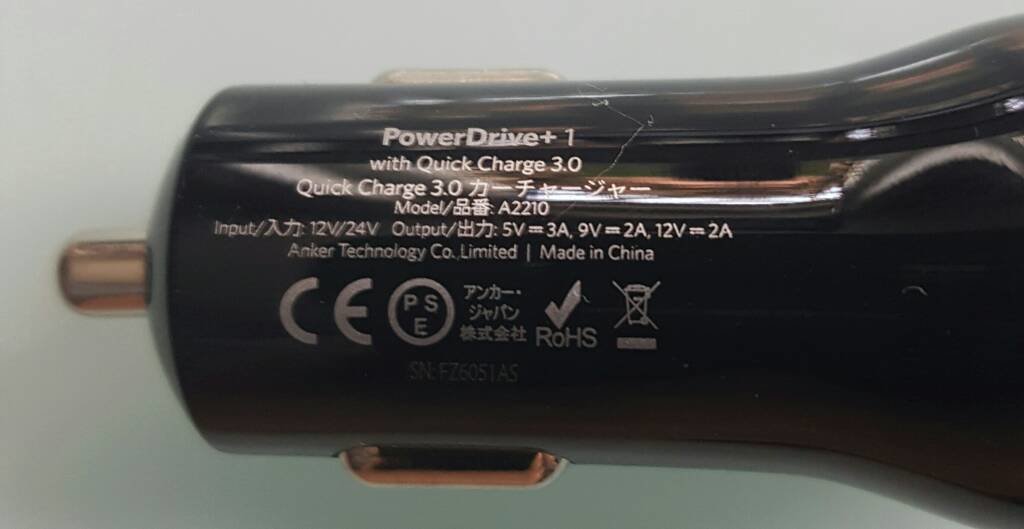 PowerDrive+ 1
with Quick Charge 3.0
Quick Charge 3.0 カーチャージャー
Model/品番: A2210
Input/入力: 12V/24V Output/出力: 5V⎓3A, 9V⎓2A, 12V⎓2A
Anker Technology Co. Limited | Made in China
CE
PS
E
アンカー・
ジャパン
株式会社
RoHS
SN: FZ6051AS